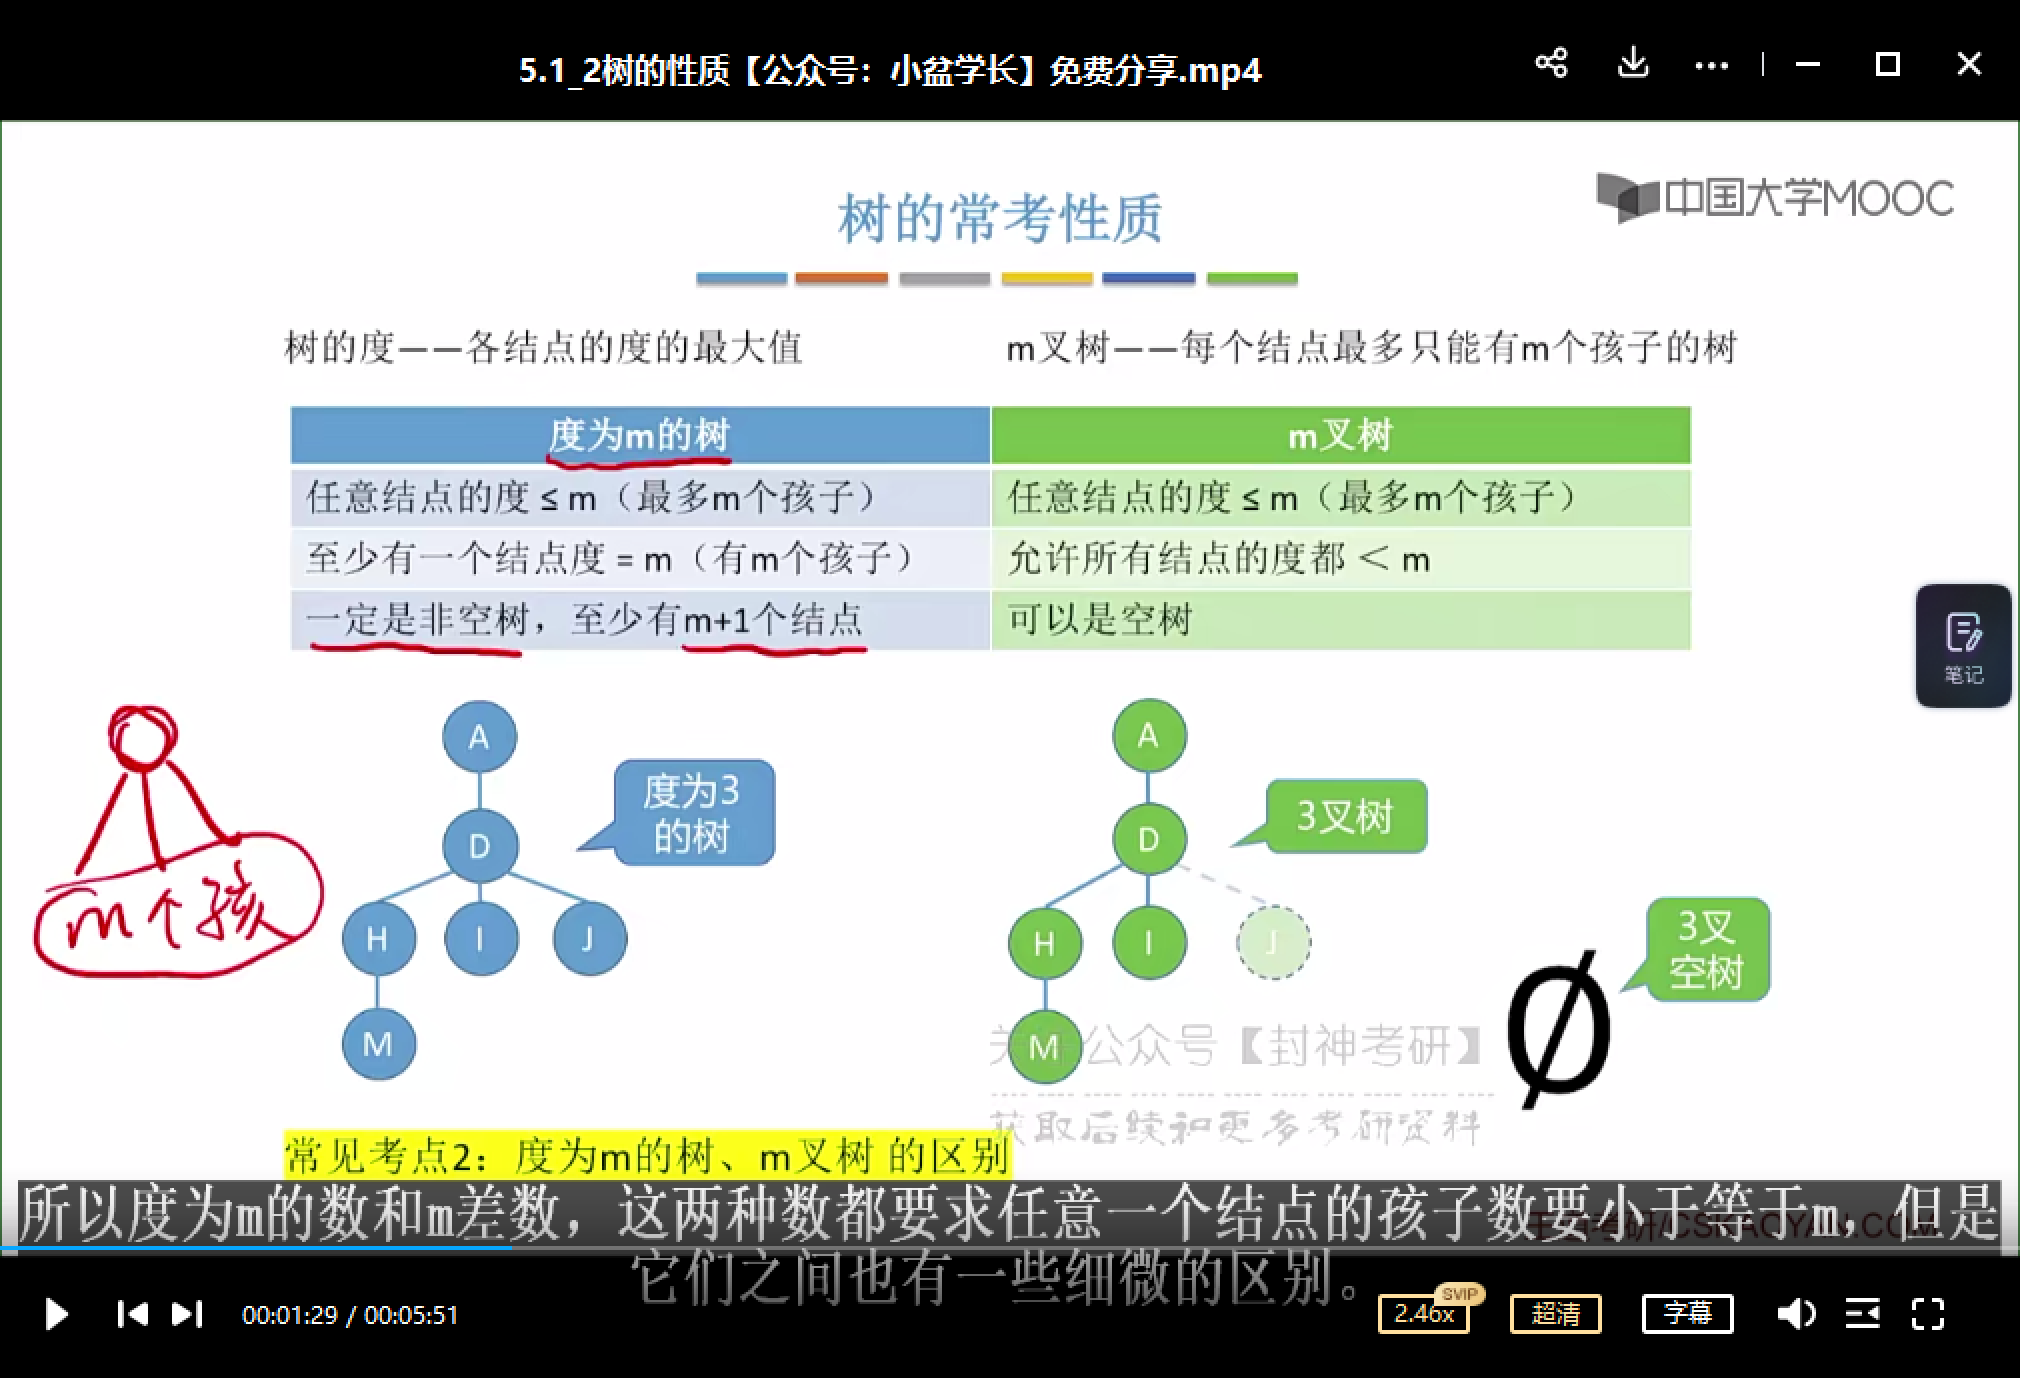 5.1_2树的性质【公众号：小盆学长】免费分享.mp4
中国大学MOOC
树的常考性质
树的度——各结点的度的最大值
m叉树——每个结点最多只能有m个孩子的树
度为m的树
m叉树
任意结点的度 ≤ m（最多m个孩子）
任意结点的度 ≤ m（最多m个孩子）
至少有一个结点度 = m（有m个孩子）
允许所有结点的度都 ＜ m
一定是非空树，至少有m+1个结点
可以是空树
笔记
m个孩
A
D
H
I
J
M
度为3
的树
A
D
H
I
J
M
3叉树
Ø
3叉
空树
公众号【封神考研】
获取后续和更多考研资料
常见考点2：度为m的树、m叉树 的区别
所以度为m的数和m差数，这两种数都要求任意一个结点的孩子数要小于等于m，但是
它们之间也有一些细微的区别。
00:01:29 / 00:05:51
2.46x
SVIP
超清
字幕